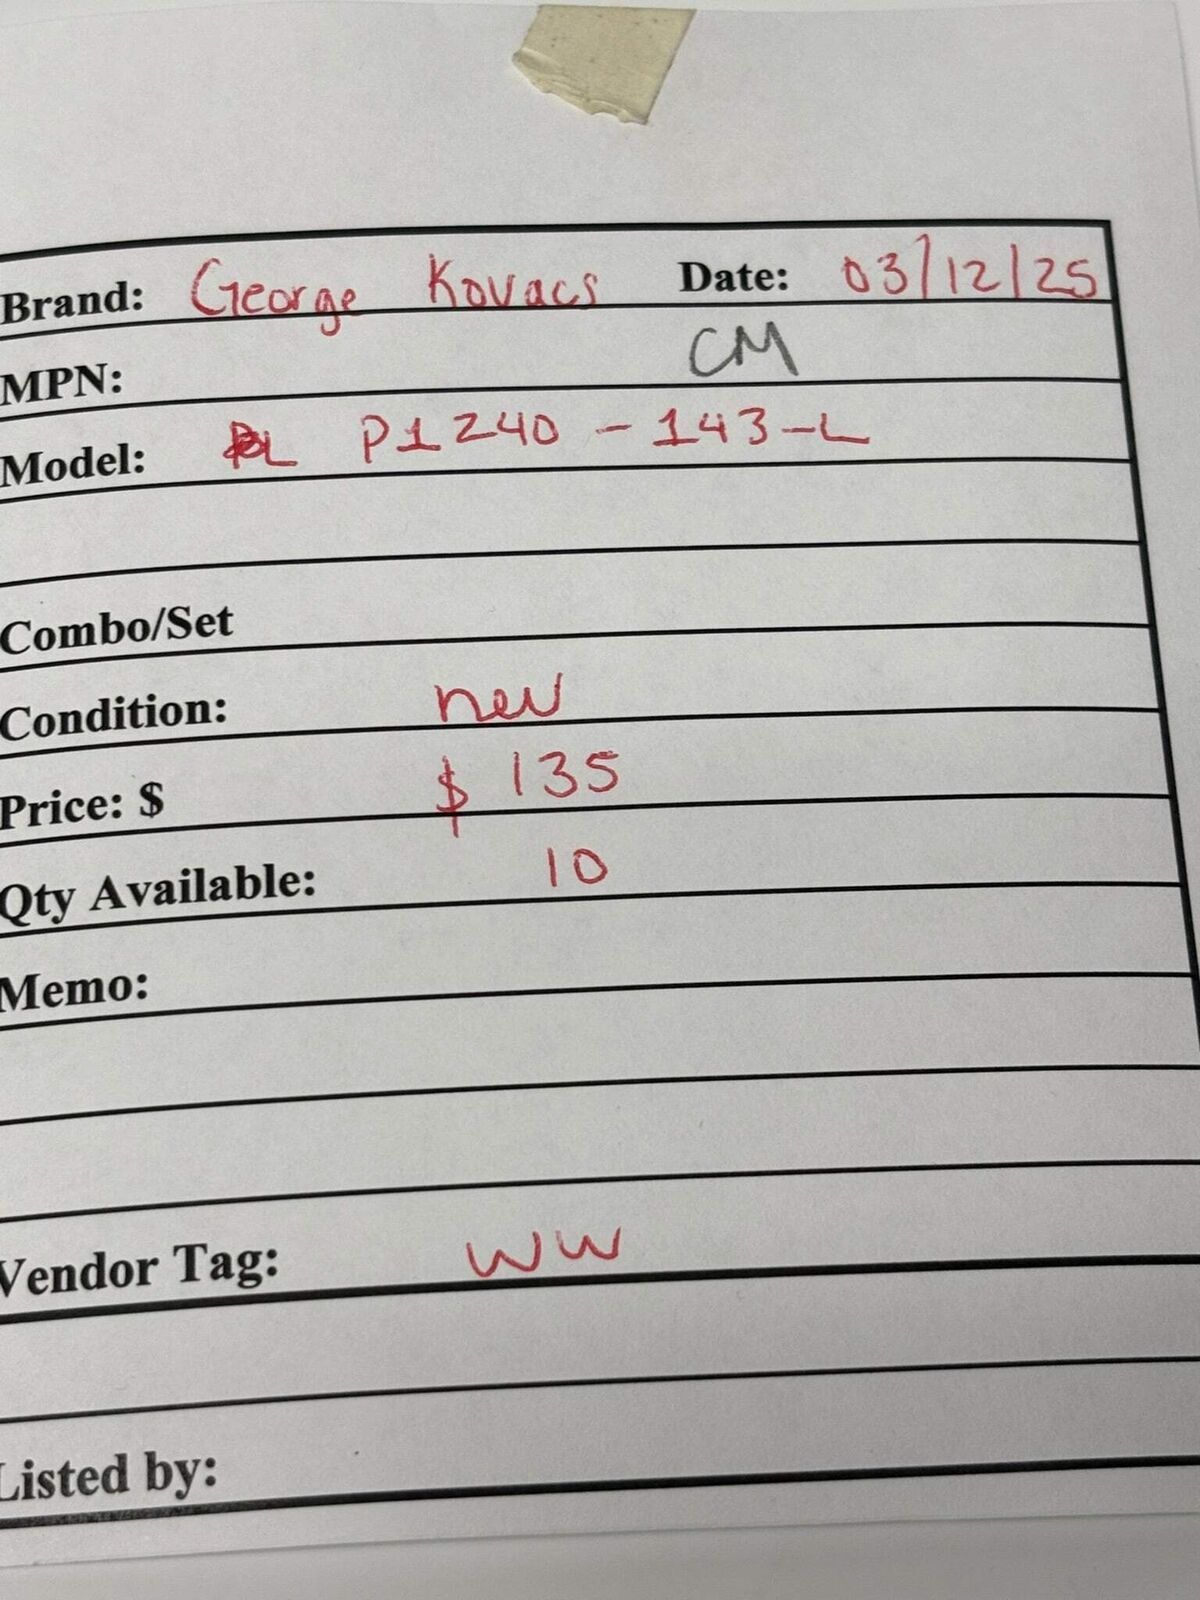 Brand: George Kovacs Date: 03/12/25
MPN: CM
Model: P1240-143-L
Combo/Set
Condition: new
Price: $ $ 135
Qty Available: 10
Memo:
Vendor Tag: WW
Listed by: